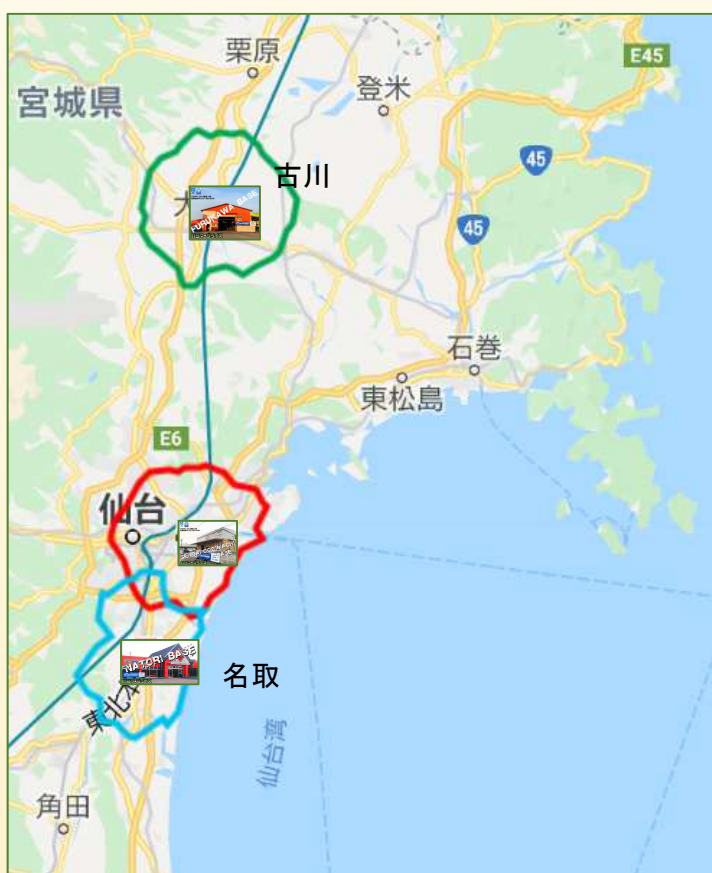 栗原
E45
登米
宮城県
45
古川
大
FURUKAWA BASE
45
石巻
東松島
E6
仙台
NATORI BASE
名取
東北本
仙台湾
角田